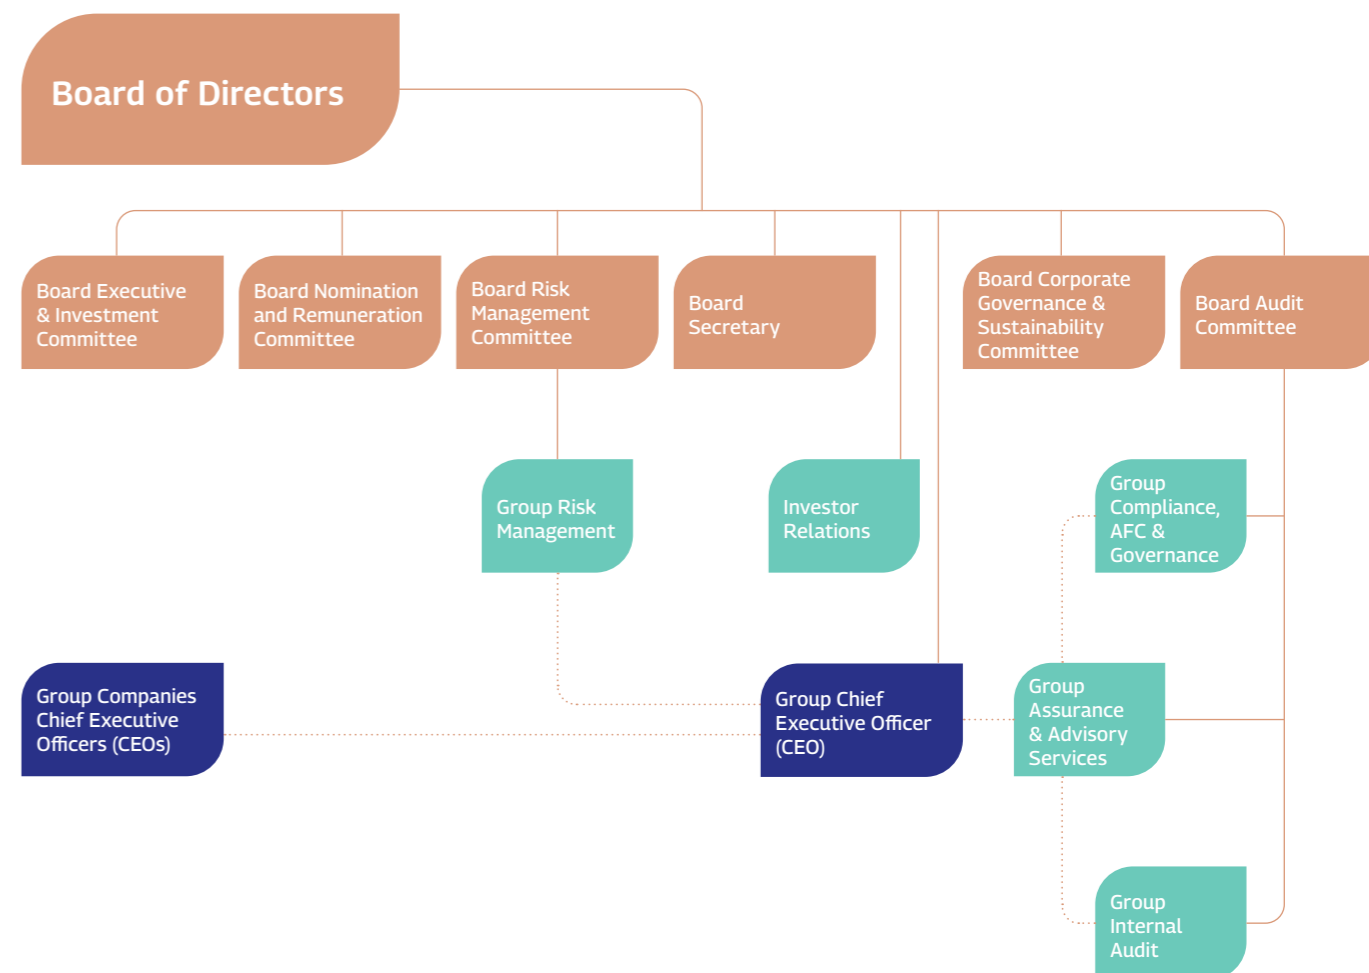 Board of Directors
Board Executive
& Investment
Committee
Board Nomination
and Remuneration
Committee
Board Risk
Management
Committee
Board
Secretary
Board Corporate
Governance &
Sustainability
Committee
Board Audit
Committee
Group Risk
Management
Investor
Relations
Group
Compliance,
AFC &
Governance
Group Companies
Chief Executive
Officers (CEOs)
Group Chief
Executive Officer
(CEO)
Group
Assurance
& Advisory
Services
Group
Internal
Audit